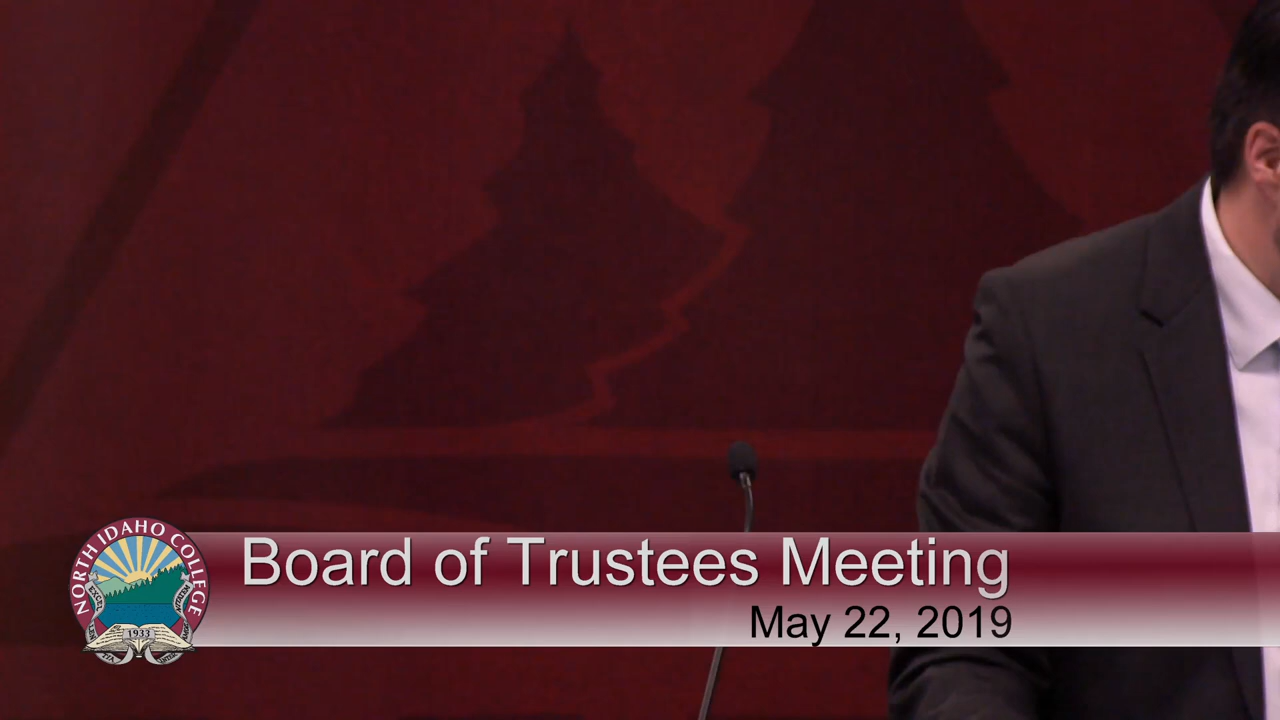 Board of Trustees Meeting
May 22, 2019
NORTH IDAHO COLLEGE
1933